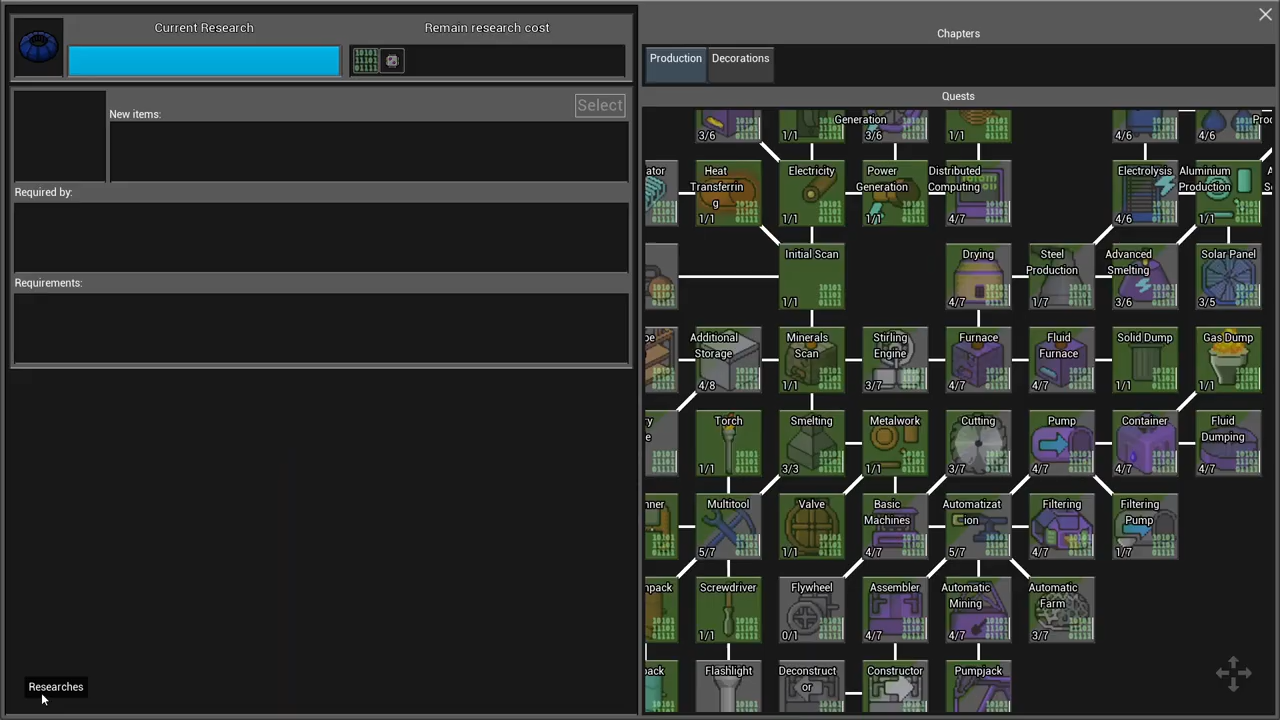 Current Research
Remain research cost
Chapters
Production
Decorations
Quests
New items:
Select
Required by:
Requirements:
Researches
3/6
1/1
Generation
3/6
1/1
4/6
4/6
ator
Heat
Transferrin
g
1/1
Electricity
1/1
Power
Generation
1/1
Distributed
Computing
4/7
Electrolysis
4/6
Aluminium
Production
1/1
Initial Scan
1/1
Drying
4/7
Steel
Production
1/7
Advanced
Smelting
3/6
Solar Panel
3/5
Additional
Storage
4/8
Minerals
Scan
1/1
Stirling
Engine
3/7
Furnace
4/7
Fluid
Furnace
4/7
Solid Dump
1/1
Gas Dump
1/1
Torch
1/1
Smelting
3/3
Metalwork
1/1
Cutting
3/7
Pump
4/7
Container
4/7
Fluid
Dumping
4/7
Multitool
5/7
Valve
1/1
Basic
Machines
4/7
Automatizat
ion
5/7
Filtering
4/7
Filtering
Pump
1/7
Screwdriver
1/1
Flywheel
0/1
Assembler
4/7
Automatic
Mining
4/7
Automatic
Farm
3/7
Flashlight
Deconstruct
or
Constructor
Pumpjack